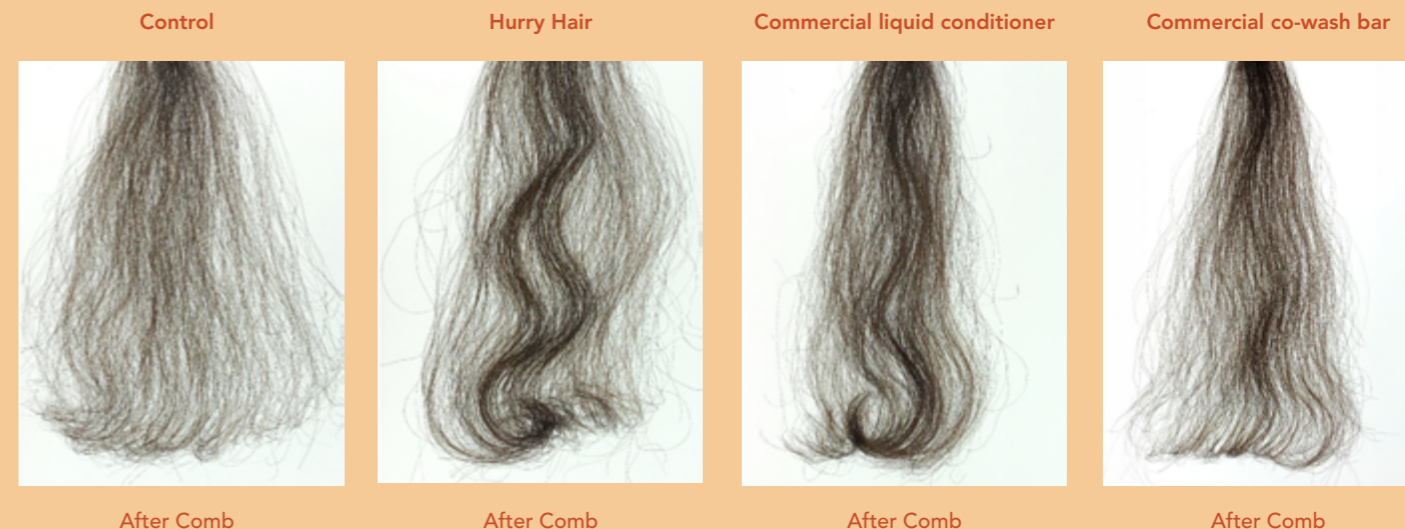 Control
Hurry Hair
Commercial liquid conditioner
Commercial co-wash bar
After Comb
After Comb
After Comb
After Comb